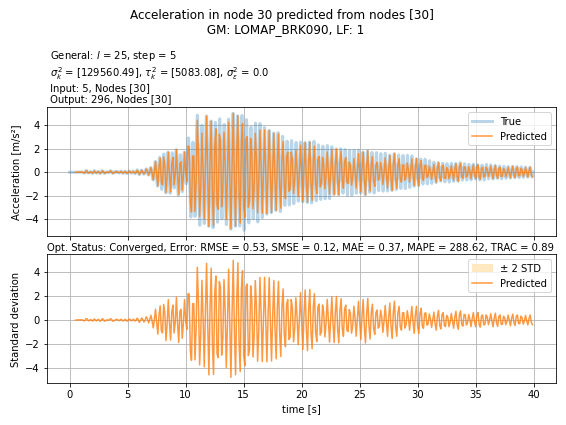 Acceleration in node 30 predicted from nodes [30]
GM: LOMAP_BRK090, LF: 1
General: l = 25, step = 5
σ²ₖ = [129560.49], τ²ₖ = [5083.08], σ²ε = 0.0
Input: 5, Nodes [30]
Output: 296, Nodes [30]
4
2
0
−2
−4
Acceleration [m/s²]
True
Predicted
Opt. Status: Converged, Error: RMSE = 0.53, SMSE = 0.12, MAE = 0.37, MAPE = 288.62, TRAC = 0.89
4
2
0
−2
−4
Standard deviation
± 2 STD
Predicted
0 5 10 15 20 25 30 35 40
time [s]